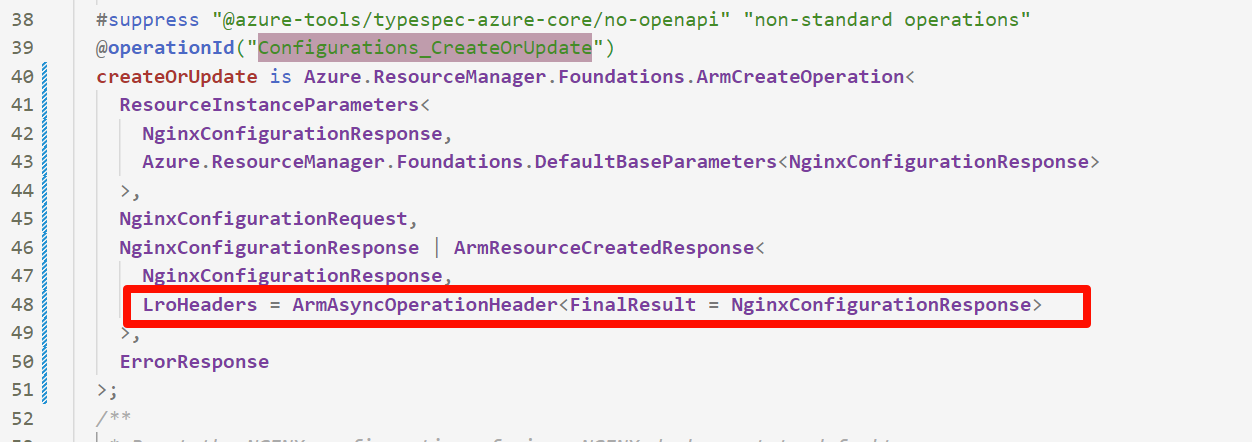 38 #suppress "@azure-tools/typespec-azure-core/no-openapi" "non-standard operations"
39 @operationId("Configurations_CreateOrUpdate")
40 createOrUpdate is Azure.ResourceManager.Foundations.ArmCreateOperation<
41 ResourceInstanceParameters<
42 NginxConfigurationResponse,
43 Azure.ResourceManager.Foundations.DefaultBaseParameters<NginxConfigurationResponse>
44 >,
45 NginxConfigurationRequest,
46 NginxConfigurationResponse | ArmResourceCreatedResponse<
47 NginxConfigurationResponse,
48 LroHeaders = ArmAsyncOperationHeader<FinalResult = NginxConfigurationResponse>
49 >,
50 ErrorResponse
51 >;
52 /**